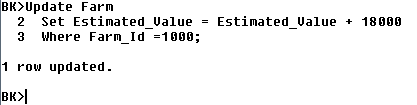 BK>Update Farm
2 Set Estimated_Value = Estimated_Value + 18000
3 Where Farm_Id =1000;
1 row updated.
BK>